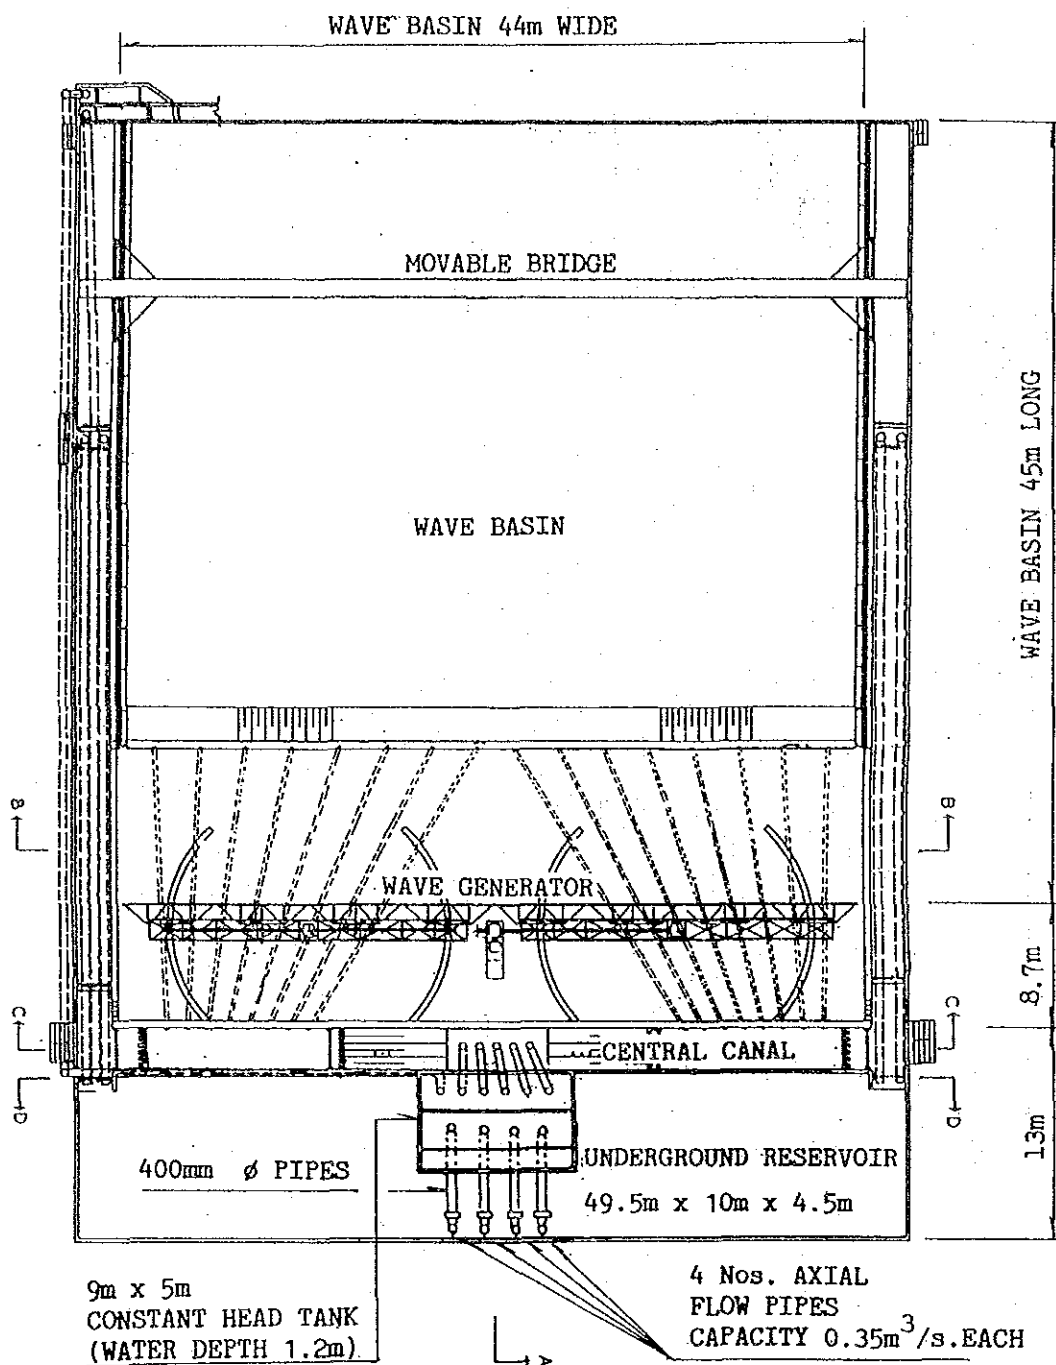 WAVE BASIN 44m WIDE
MOVABLE BRIDGE
WAVE BASIN 45m LONG
WAVE BASIN
B
B
WAVE GENERATOR
8.7m
C
C
CENTRAL CANAL
D
D
13m
400mm ø PIPES
UNDERGROUND RESERVOIR
49.5m x 10m x 4.5m
9m x 5m
CONSTANT HEAD TANK
(WATER DEPTH 1.2m)
4 Nos. AXIAL
FLOW PIPES
CAPACITY 0.35m³/s.EACH
A